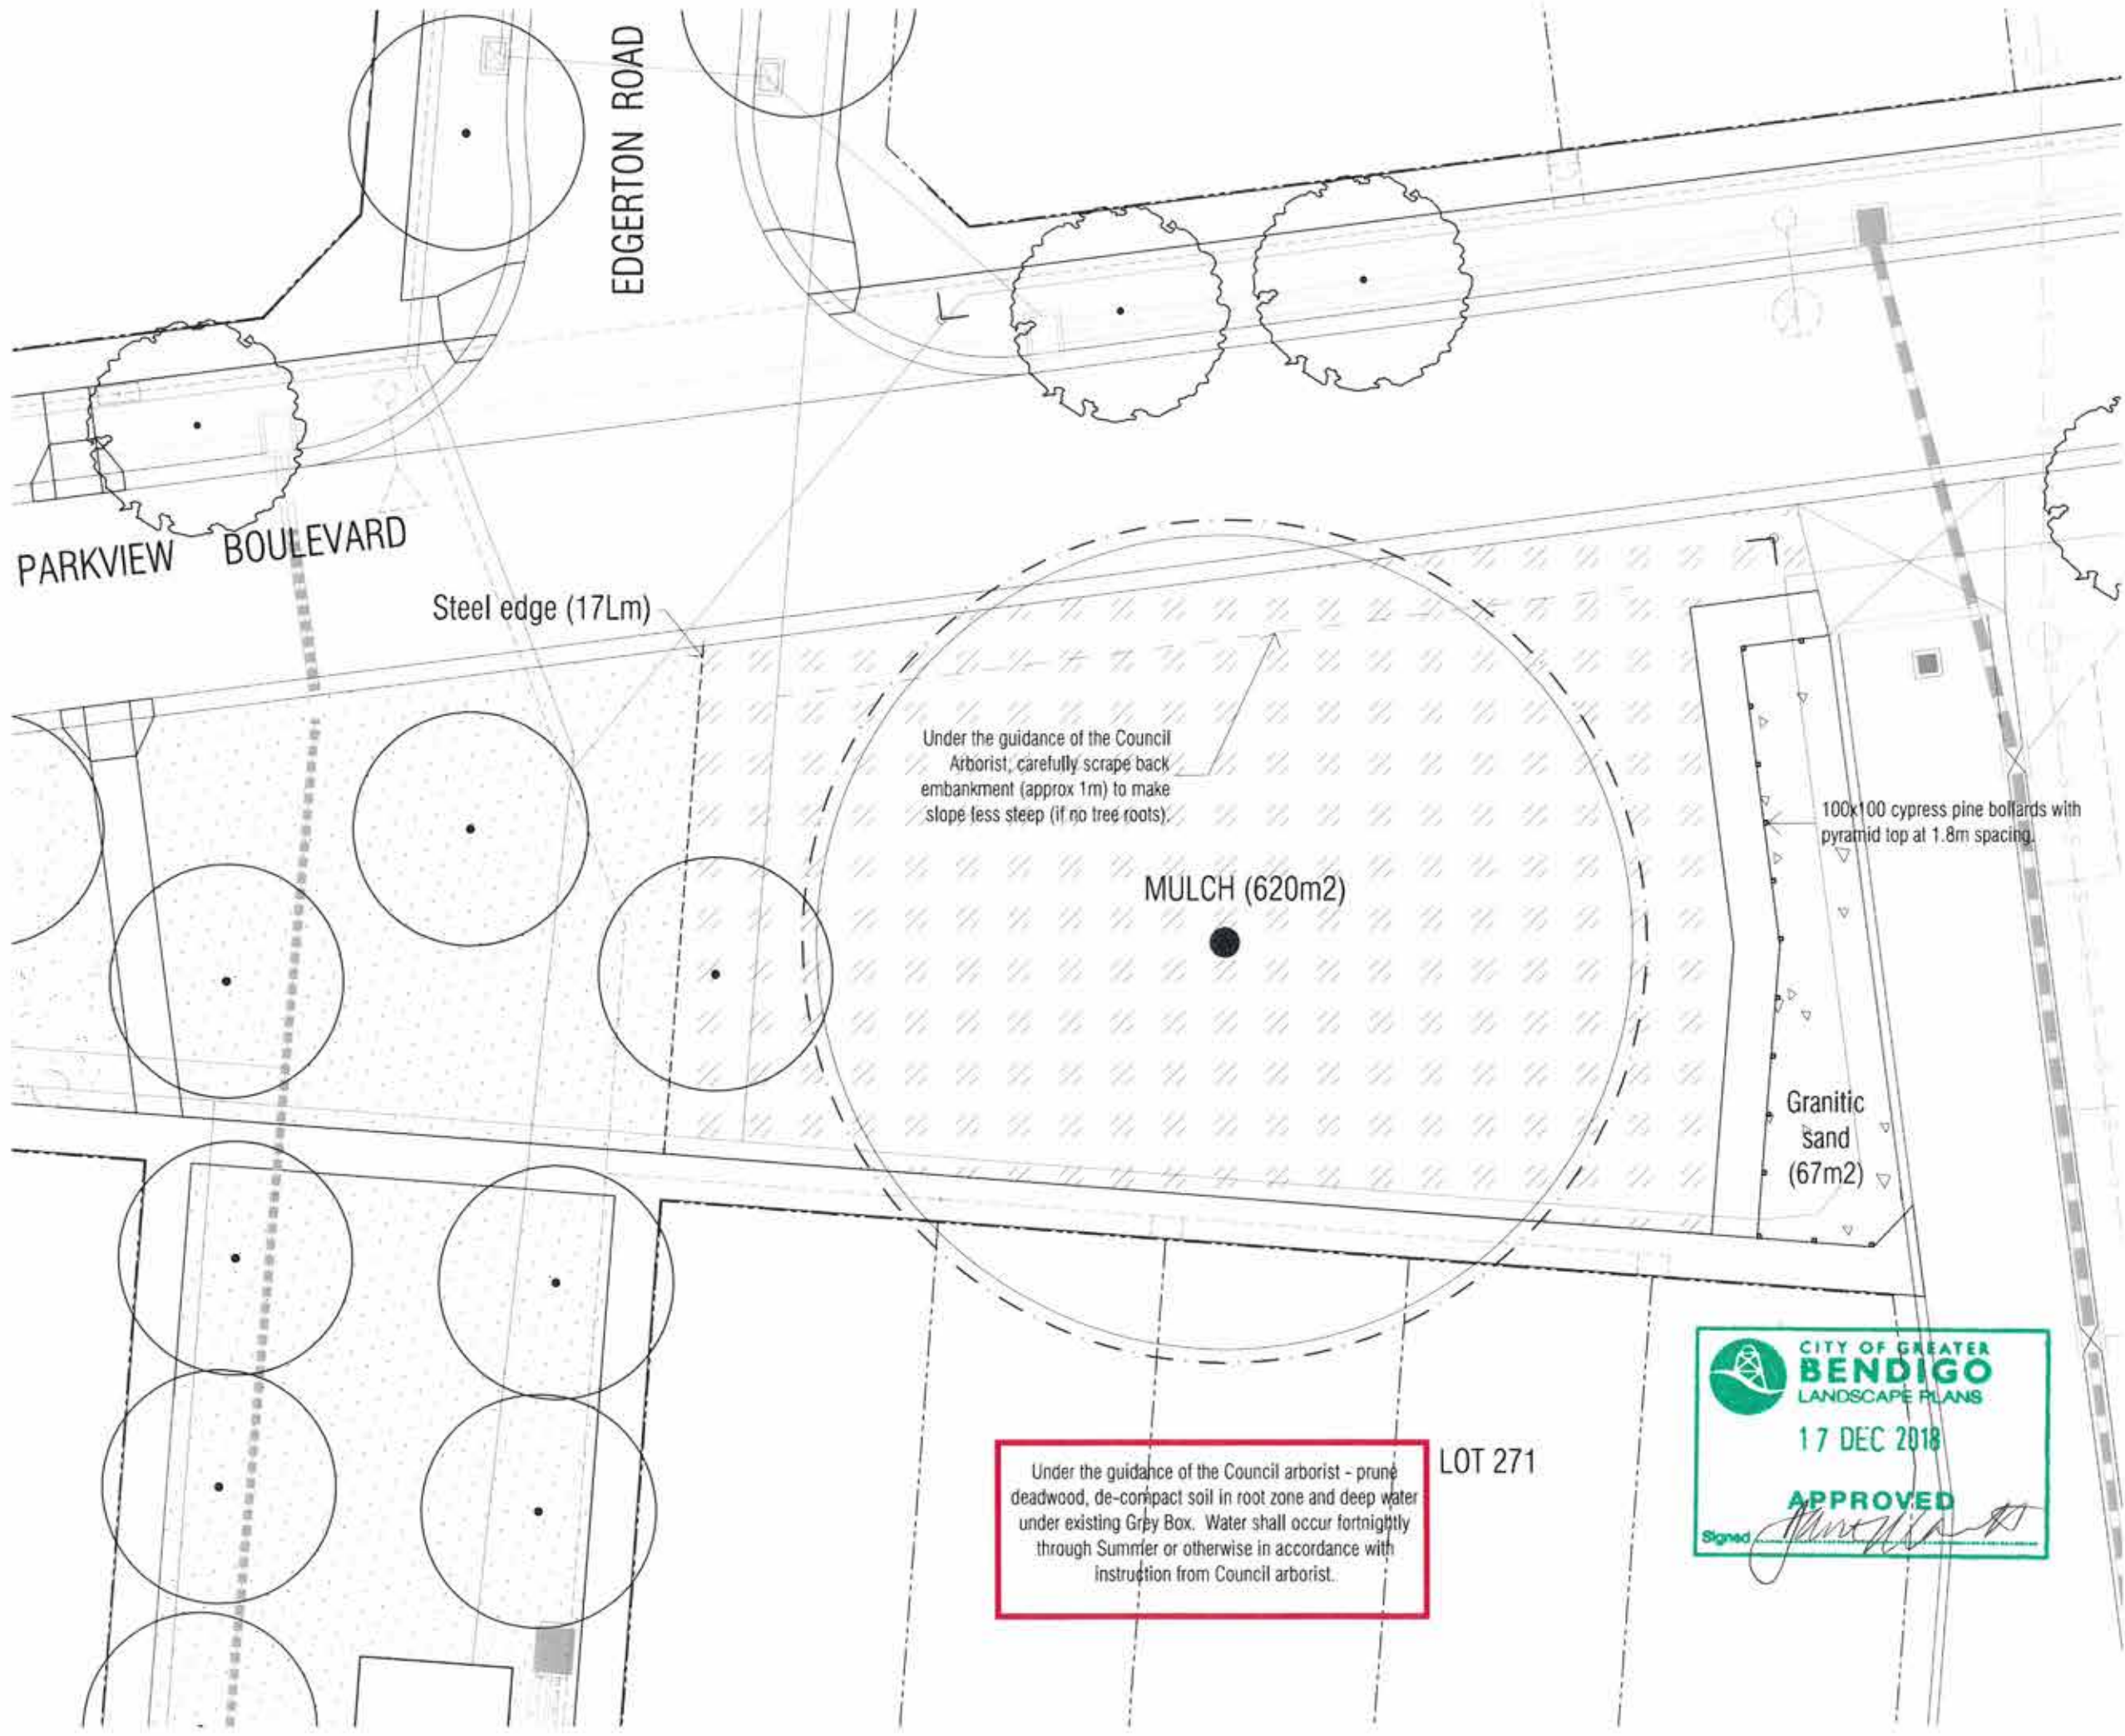 EDGERTON ROAD
PARKVIEW BOULEVARD
Steel edge (17Lm)
Under the guidance of the Council
Arborist, carefully scrape back
embankment (approx 1m) to make
slope less steep (if no tree roots).
100x100 cypress pine bollards with
pyramid top at 1.8m spacing.
MULCH (620m2)
Granitic
sand
(67m2)
LOT 271
Under the guidance of the Council arborist - prune
deadwood, de-compact soil in root zone and deep water
under existing Grey Box. Water shall occur fortnightly
through Summer or otherwise in accordance with
instruction from Council arborist.
CITY OF GREATER
BENDIGO
LANDSCAPE PLANS
17 DEC 2018
APPROVED
Signed